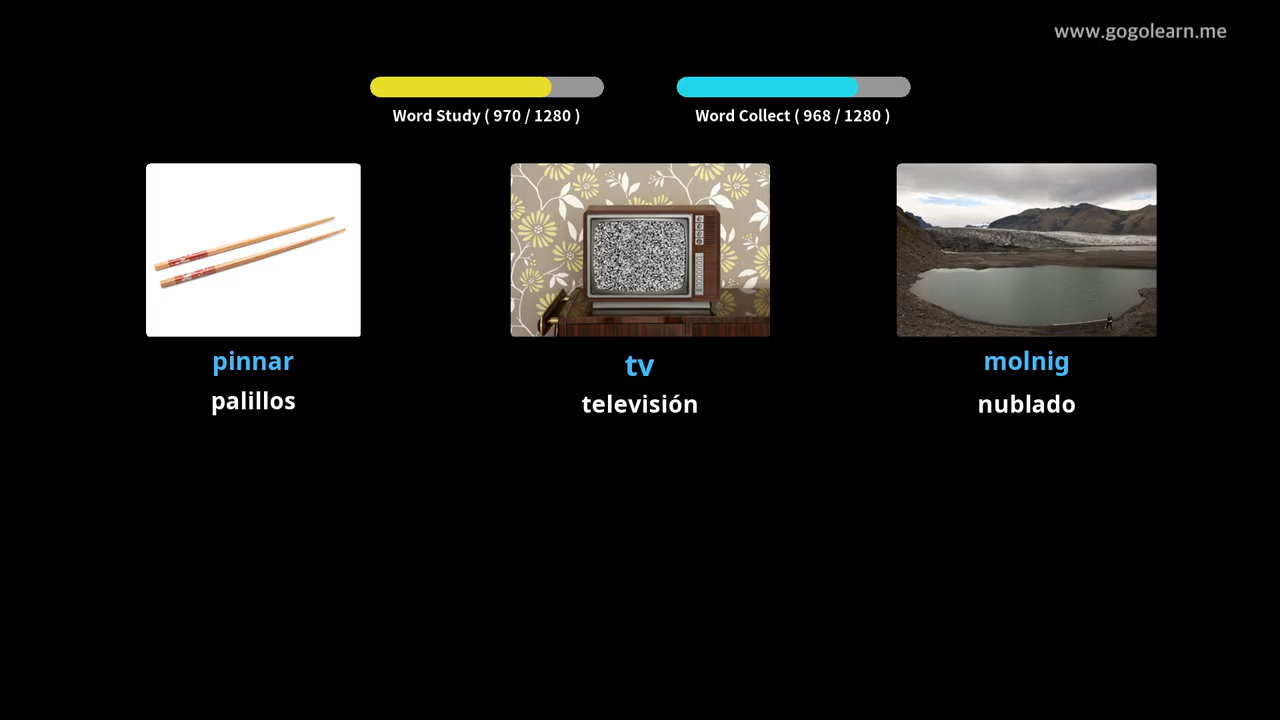 www.gogolearn.me
Word Study ( 970 / 1280 )
Word Collect ( 968 / 1280 )
pinnar
palillos
tv
televisión
molnig
nublado